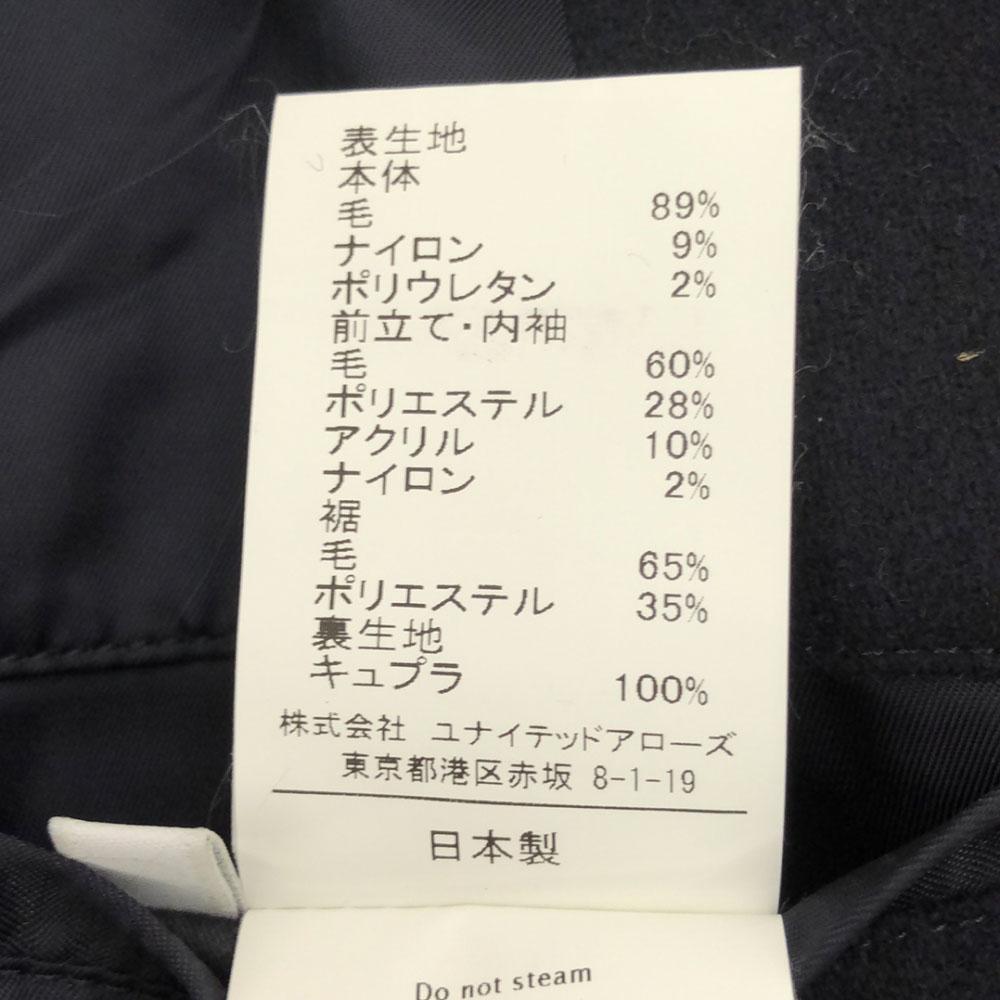 表生地
本体
毛 89%
ナイロン 9%
ポリウレタン 2%
前立て・内袖
毛 60%
ポリエステル 28%
アクリル 10%
ナイロン 2%
裾
毛 65%
ポリエステル 35%
裏生地
キュプラ 100%
株式会社 ユナイテッドアローズ
東京都港区赤坂 8-1-19
日本製
Do not steam